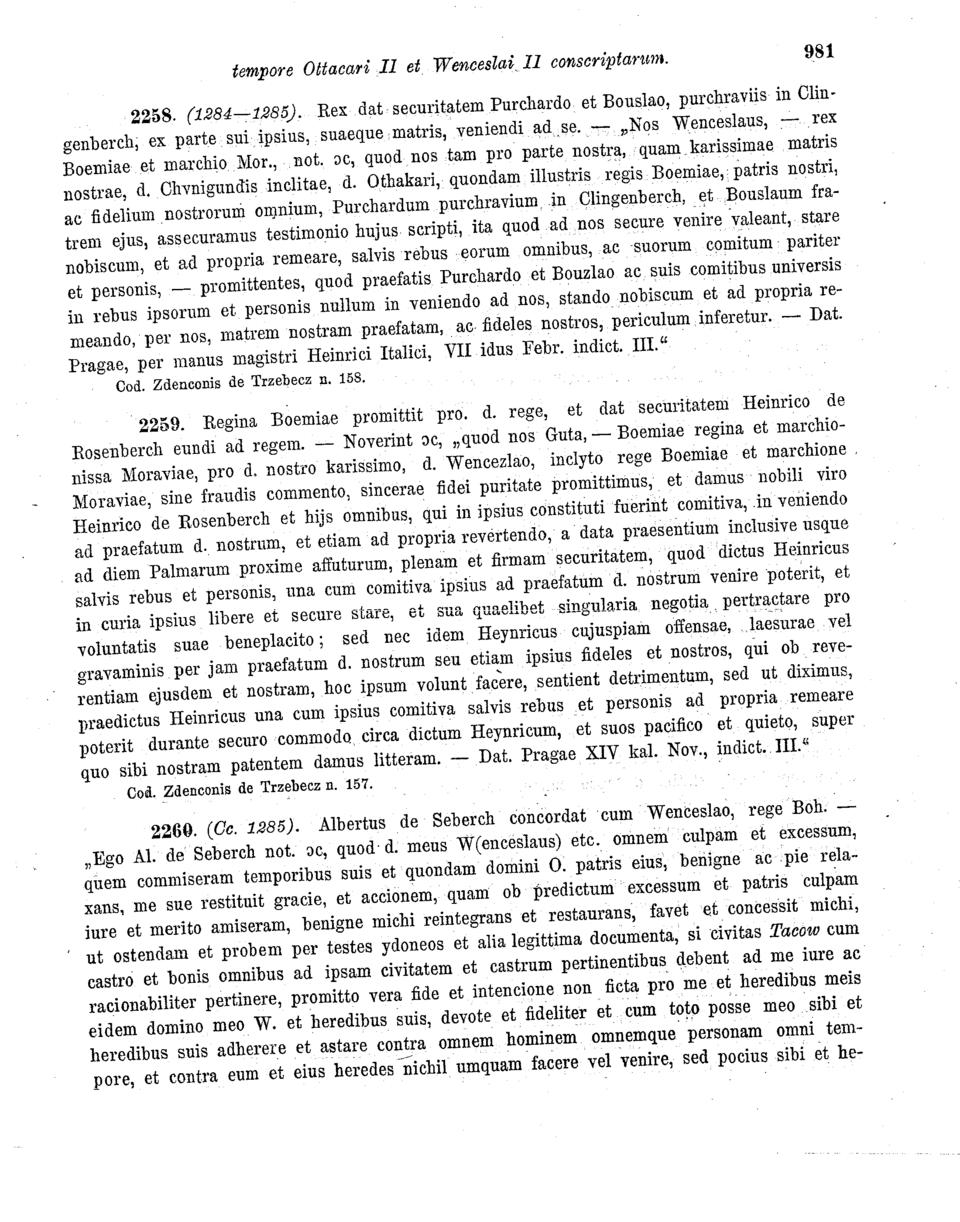 tempore Ottacari II et Wenceslai II conscriptarum.
981
2258. (1284—1285). Rex dat securitatem Purchardo et Bouslao, purchraviis in Clin-
genberch, ex parte sui ipsius, suaeque matris, veniendi ad se. — „Nos Wenceslaus, — rex
Boemiae et marchio Mor., not. ɔc, quod nos tam pro parte nostra, quam karissimae matris
nostrae, d. Chvnigundis inclitae, d. Othakari, quondam illustris regis Boemiae, patris nostri,
ac fidelium nostrorum omnium, Purchardum purchravium in Clingenberch, et Bouslaum fra-
trem ejus, assecuramus testimonio hujus scripti, ita quod ad nos secure venire valeant, stare
nobiscum, et ad propria remeare, salvis rebus eorum omnibus, ac suorum comitum pariter
et personis, — promittentes, quod praefatis Purchardo et Bouzlao ac suis comitibus universis
in rebus ipsorum et personis nullum in veniendo ad nos, stando nobiscum et ad propria re-
meando, per nos, matrem nostram praefatam, ac fideles nostros, periculum inferetur. — Dat.
Pragae, per manus magistri Heinrici Italici, VII idus Febr. indict. III.“
Cod. Zdenconis de Trzebecz n. 158.
2259. Regina Boemiae promittit pro. d. rege, et dat securitatem Heinrico de
Rosenberch eundi ad regem. — Noverint ɔc, „quod nos Guta, — Boemiae regina et marchio-
nissa Moraviae, pro d. nostro karissimo, d. Wencezlao, inclyto rege Boemiae et marchione
Moraviae, sine fraudis commento, sincerae fidei puritate promittimus, et damus nobili viro
Heinrico de Rosenberch et hijs omnibus, qui in ipsius constituti fuerint comitiva, in veniendo
ad praefatum d. nostrum, et etiam ad propria revertendo, a data praesentium inclusive usque
ad diem Palmarum proxime affuturum, plenam et firmam securitatem, quod dictus Heinricus
salvis rebus et personis, una cum comitiva ipsius ad praefatum d. nostrum venire poterit, et
in curia ipsius libere et secure stare, et sua quaelibet singularia negotia pertractare pro
voluntatis suae beneplacito; sed nec idem Heynricus cujuspiam offensae, laesurae vel
gravaminis per jam praefatum d. nostrum seu etiam ipsius fideles et nostros, qui ob reve-
rentiam ejusdem et nostram, hoc ipsum volunt facere, sentient detrimentum, sed ut diximus,
praedictus Heinricus una cum ipsius comitiva salvis rebus et personis ad propria remeare
poterit durante securo commodo circa dictum Heynricum, et suos pacifico et quieto, super
quo sibi nostram patentem damus litteram. — Dat. Pragae XIV kal. Nov., indict. III.“
Cod. Zdenconis de Trzebecz n. 157.
2260. (Cc. 1285). Albertus de Seberch concordat cum Wenceslao, rege Boh. —
„Ego Al. de Seberch not. ɔc, quod d. meus W(enceslaus) etc. omnem culpam et excessum,
quem commiseram temporibus suis et quondam domini O. patris eius, benigne ac pie rela-
xans, me sue restituit gracie, et accionem, quam ob predictum excessum et patris culpam
iure et merito amiseram, benigne michi reintegrans et restaurans, favet et concessit michi,
ut ostendam et probem per testes ydoneos et alia legittima documenta, si civitas Tacow cum
castro et bonis omnibus ad ipsam civitatem et castrum pertinentibus debent ad me iure ac
racionabiliter pertinere, promitto vera fide et intencione non ficta pro me et heredibus meis
eidem domino meo W. et heredibus suis, devote et fideliter et cum toto posse meo sibi et
heredibus suis adherere et astare contra omnem hominem omnemque personam omni tem-
pore, et contra eum et eius heredes nichil umquam facere vel venire, sed pocius sibi et he-